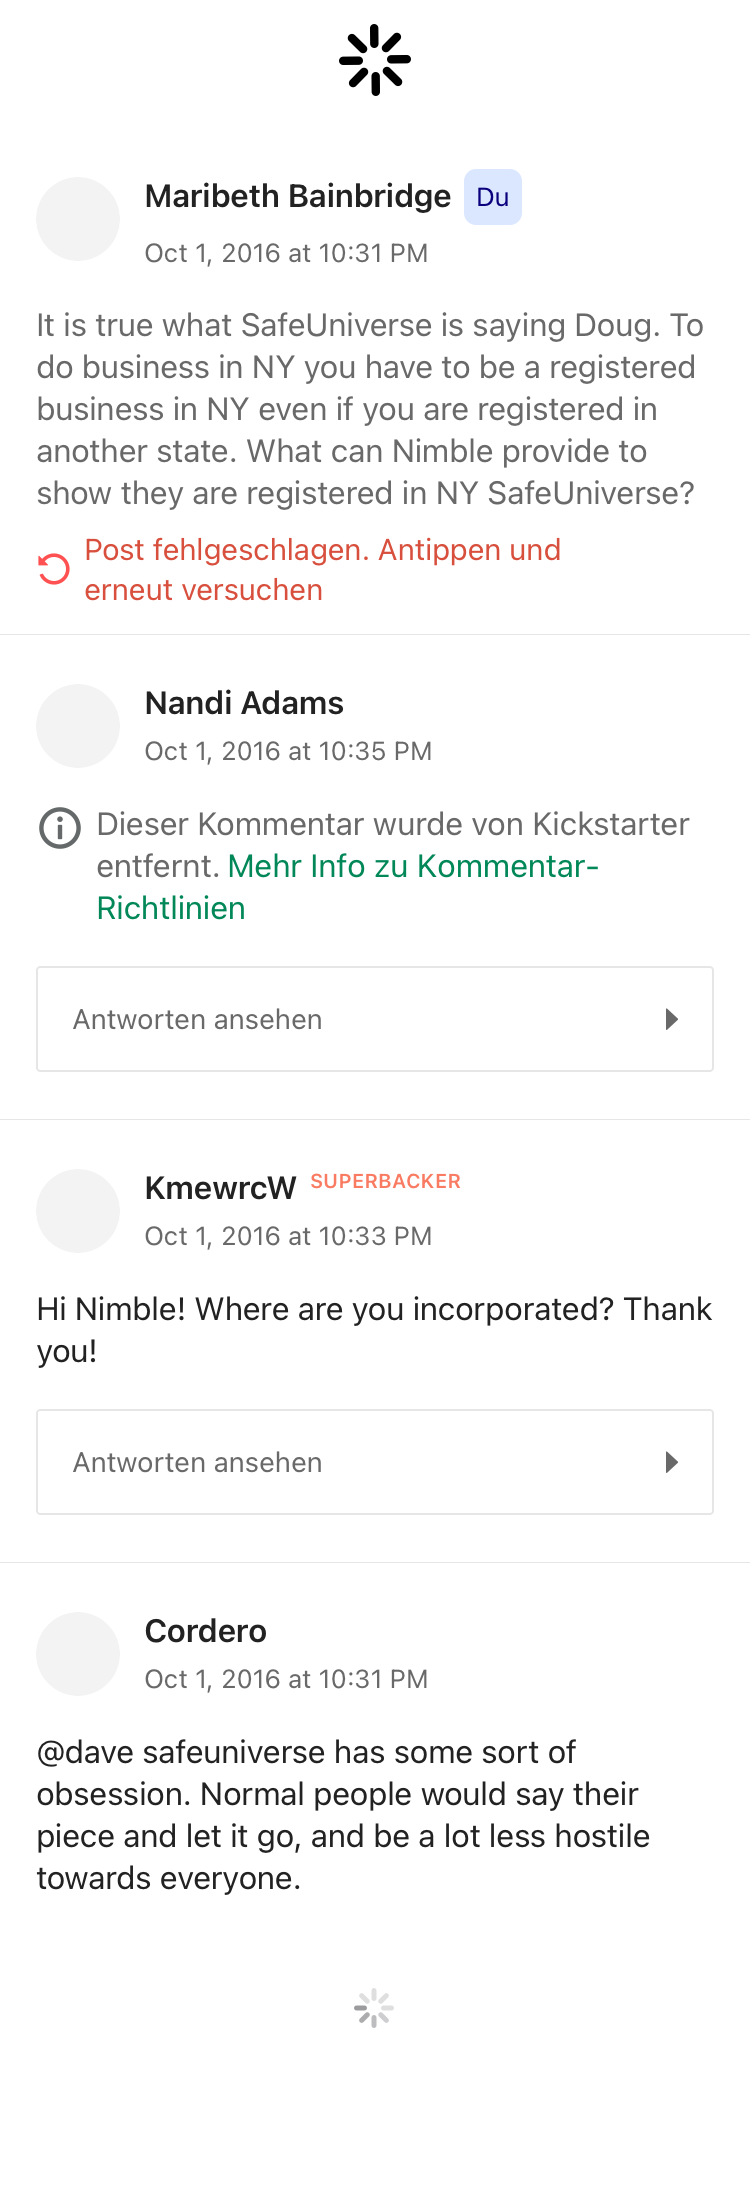 Maribeth Bainbridge Du
Oct 1, 2016 at 10:31 PM
It is true what SafeUniverse is saying Doug. To
do business in NY you have to be a registered
business in NY even if you are registered in
another state. What can Nimble provide to
show they are registered in NY SafeUniverse?
Post fehlgeschlagen. Antippen und
erneut versuchen
Nandi Adams
Oct 1, 2016 at 10:35 PM
Dieser Kommentar wurde von Kickstarter
entfernt. Mehr Info zu Kommentar-
Richtlinien
Antworten ansehen
KmewrcW SUPERBACKER
Oct 1, 2016 at 10:33 PM
Hi Nimble! Where are you incorporated? Thank
you!
Antworten ansehen
Cordero
Oct 1, 2016 at 10:31 PM
@dave safeuniverse has some sort of
obsession. Normal people would say their
piece and let it go, and be a lot less hostile
towards everyone.